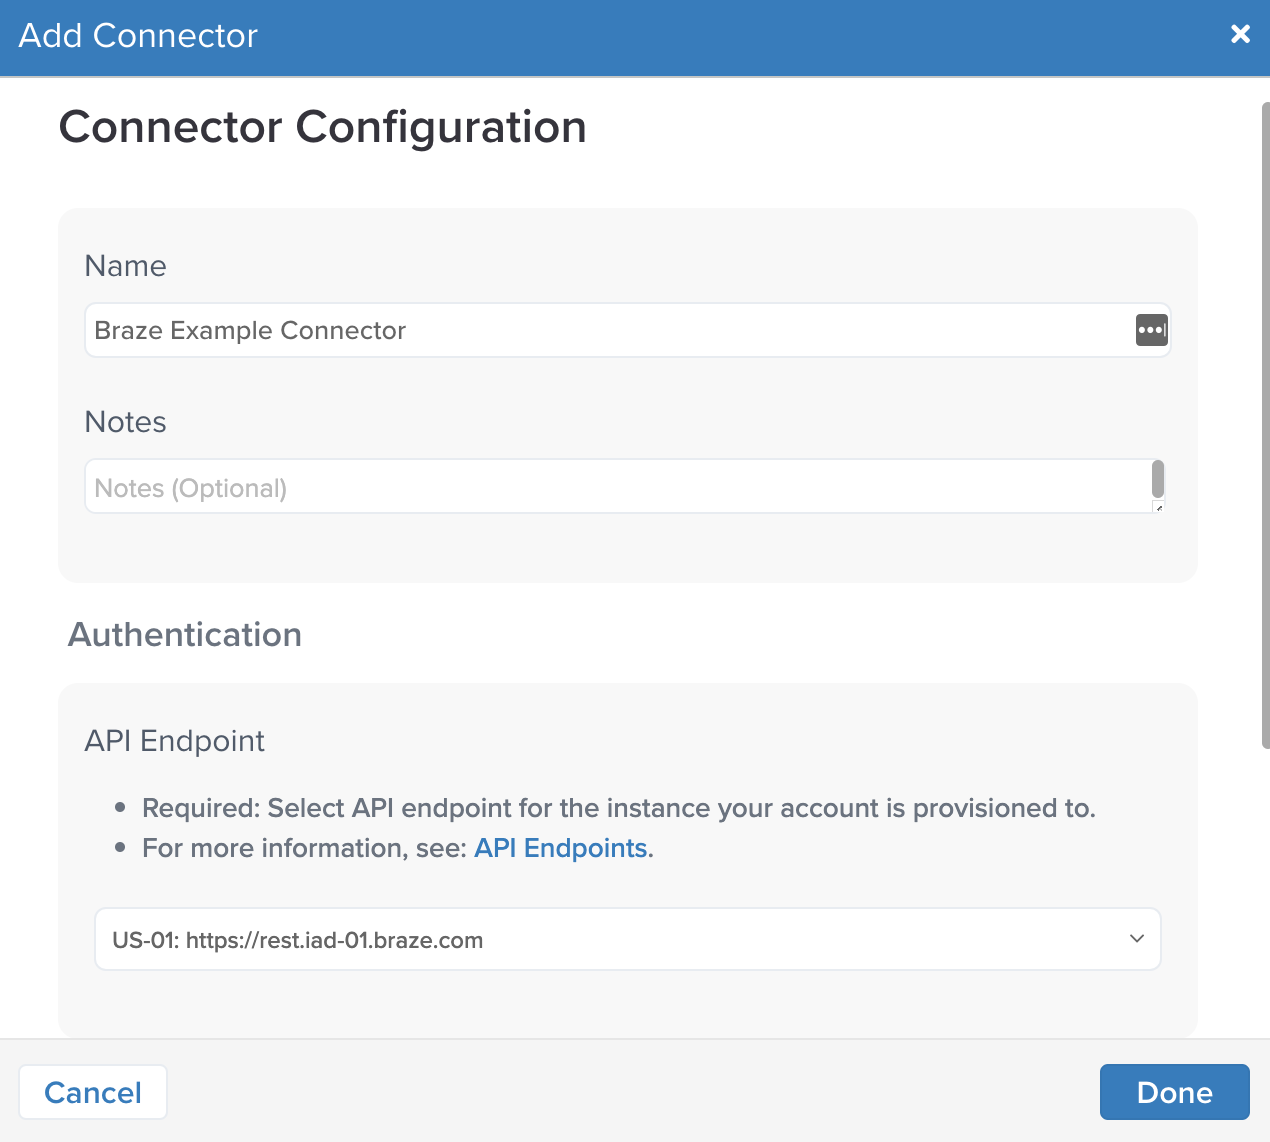 Add Connector
Connector Configuration
Name
Braze Example Connector
Notes
Notes (Optional)
Authentication
API Endpoint
Required: Select API endpoint for the instance your account is provisioned to.
For more information, see: API Endpoints.
US-01: https://rest.iad-01.braze.com
Cancel
Done